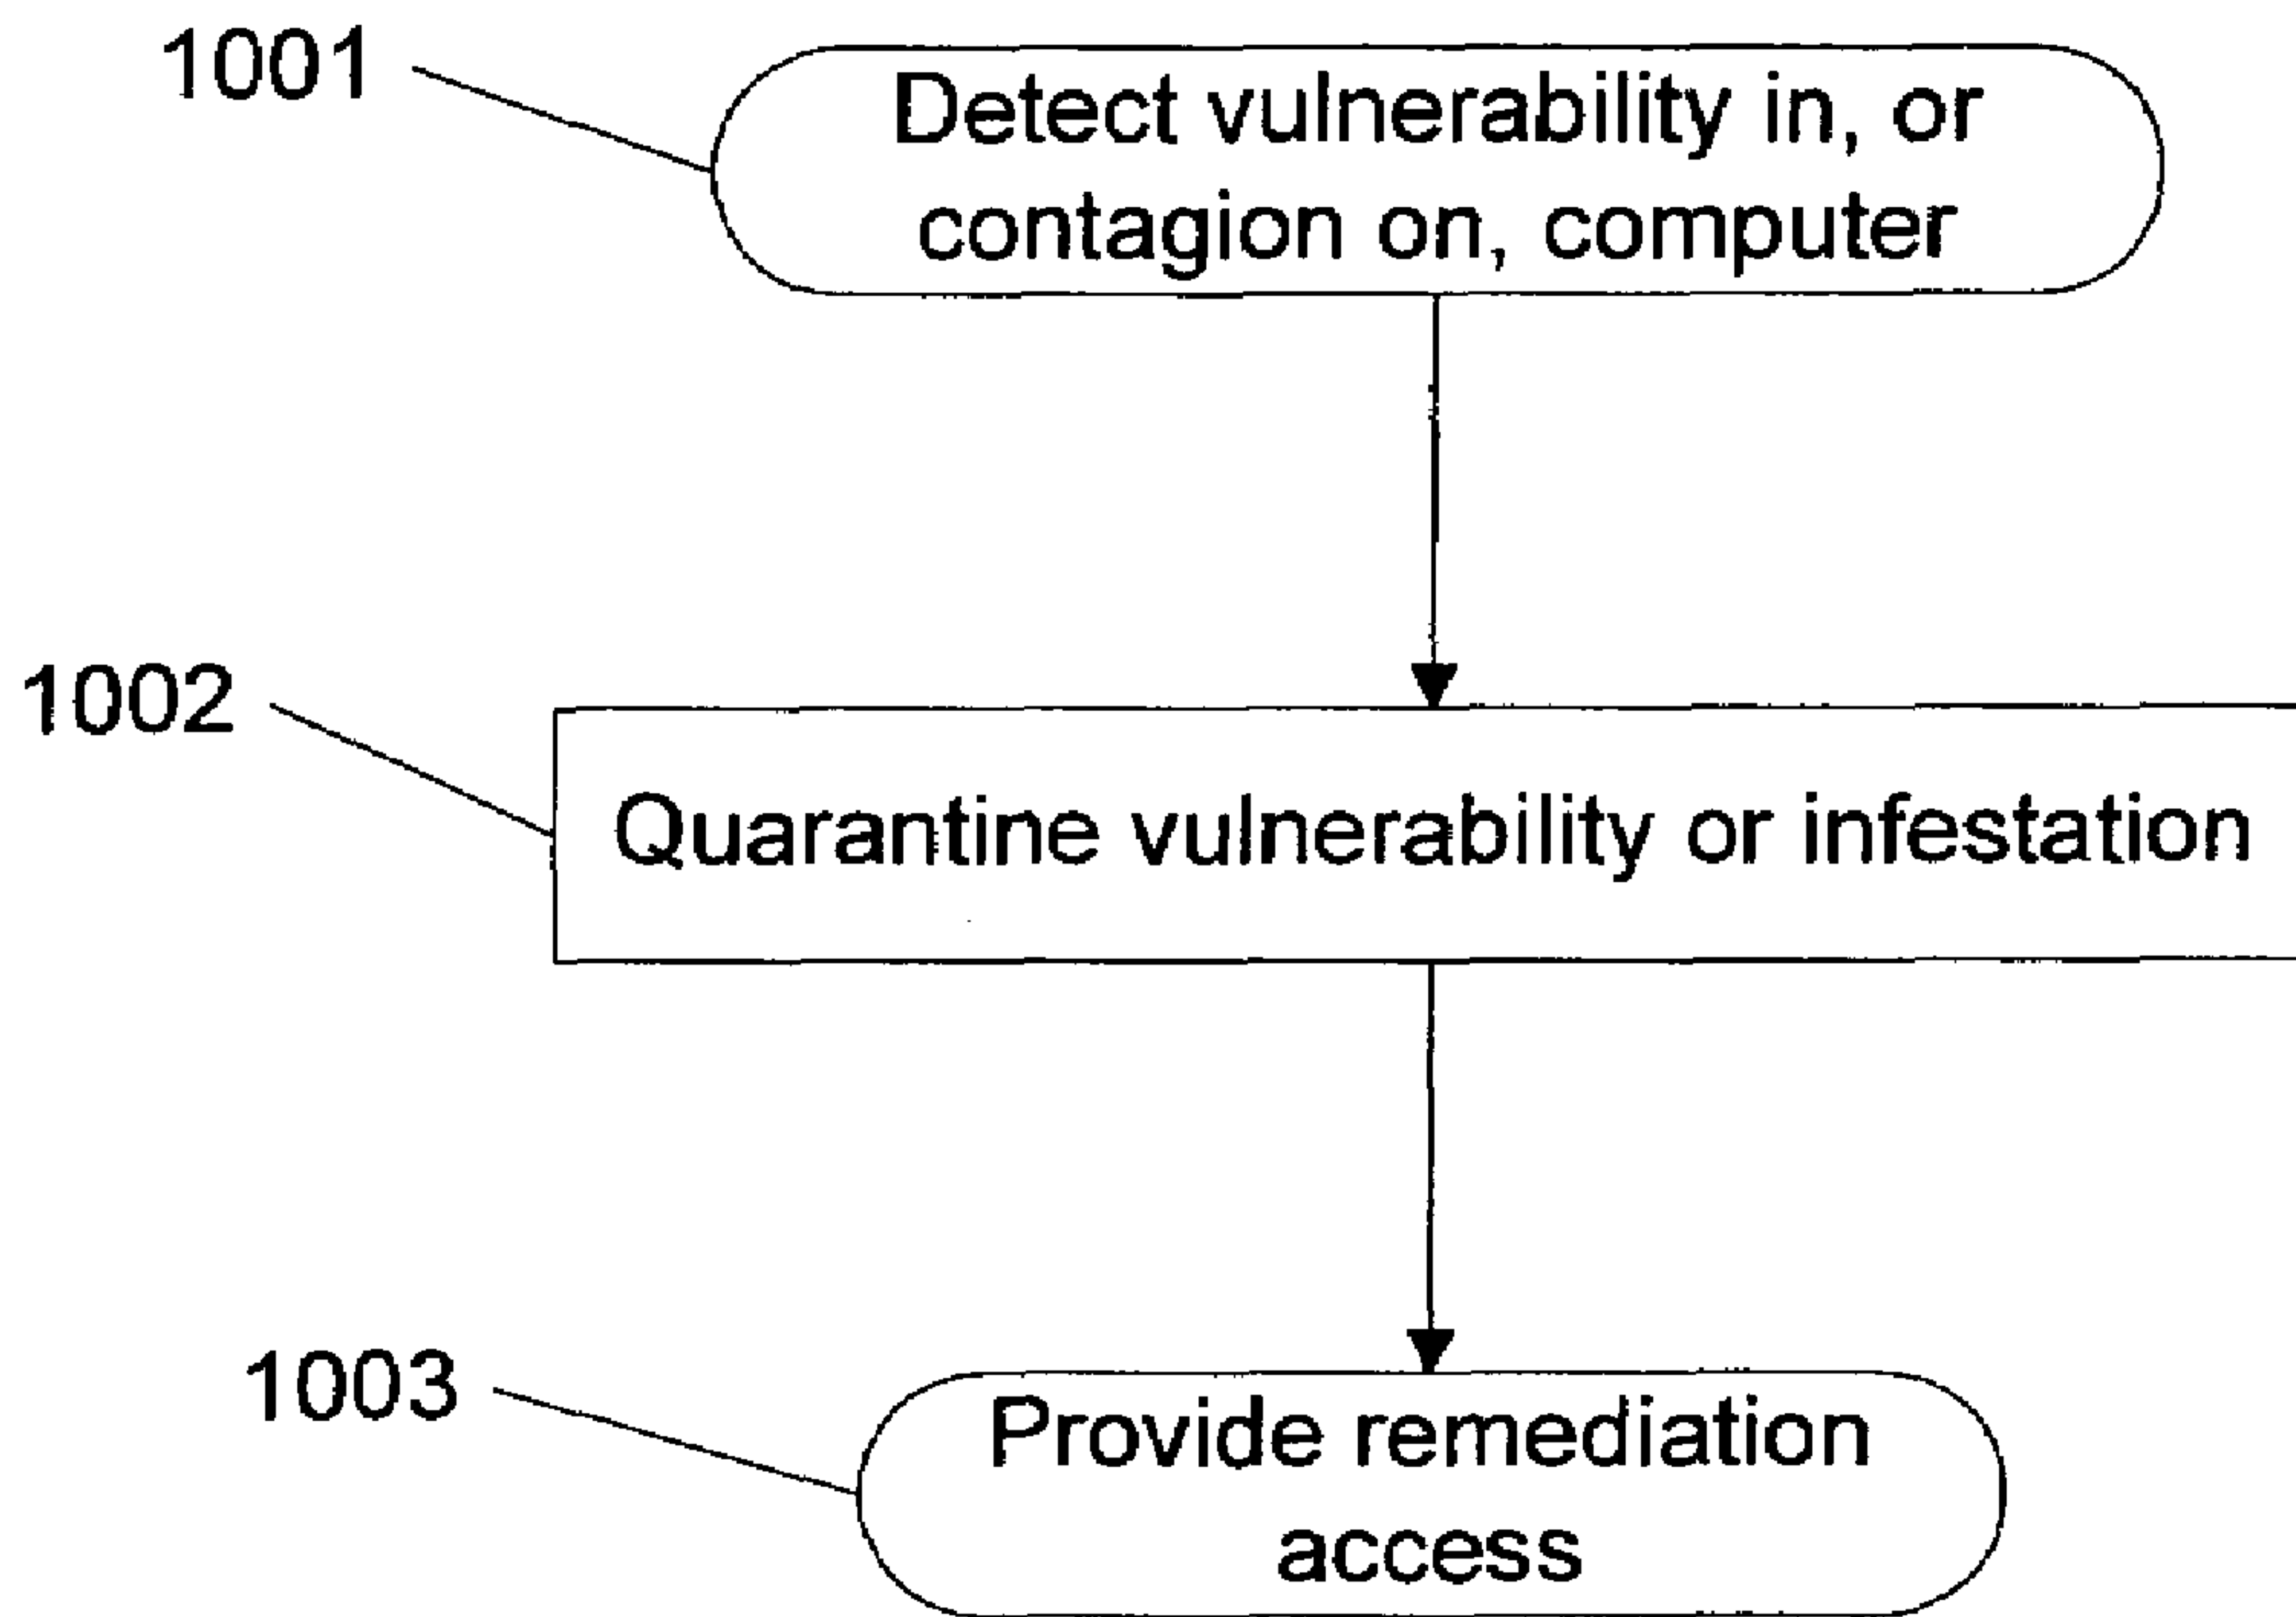 1001
Detect vulnerability in, or
contagion on, computer
1002
Quarantine vulnerability or infestation
1003
Provide remediation
access